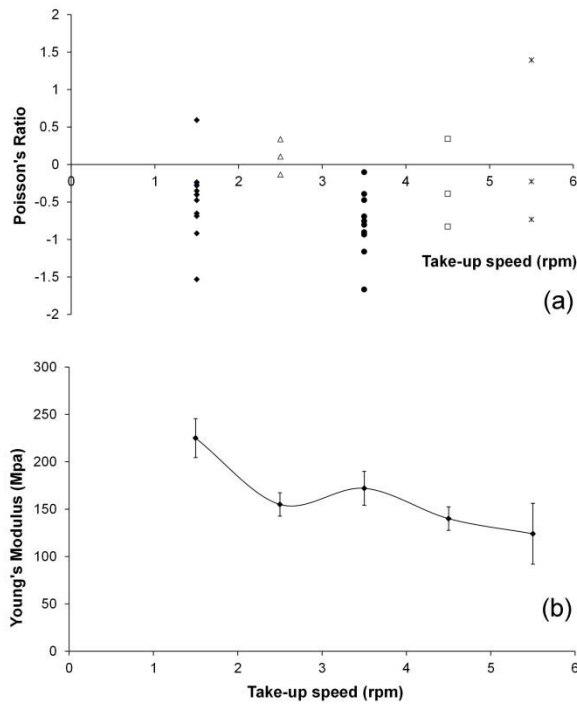 2
1.5
1
0.5
0
0 1 2 3 4 5 6
-0.5
-1
-1.5
-2
Poisson's Ratio
Take-up speed (rpm)
(a)
300
250
200
150
100
50
0
0 1 2 3 4 5 6
Young's Modulus (Mpa)
(b)
Take-up speed (rpm)